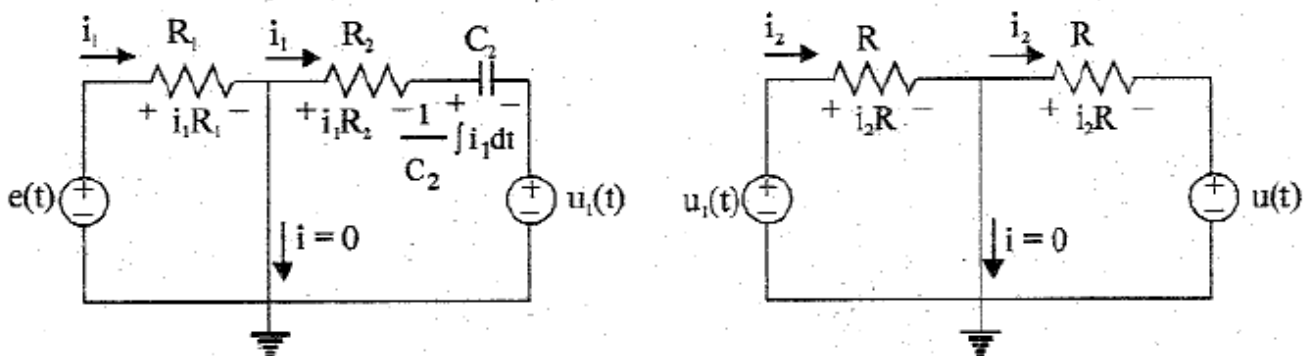 i₁ R₁ i₁ R₂ C₂
+ i₁R₁ − + i₁R₂ − + −
1
C₂
∫ i₁dt
e(t) + − + − u₁(t)
i = 0
i₂ R i₂ R
+ i₂R − + i₂R −
u₁(t) + − + − u(t)
i = 0